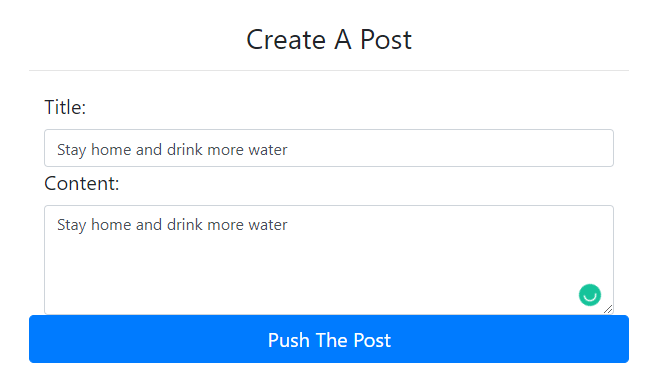 Create A Post
Title:
Stay home and drink more water
Content:
Stay home and drink more water
Push The Post